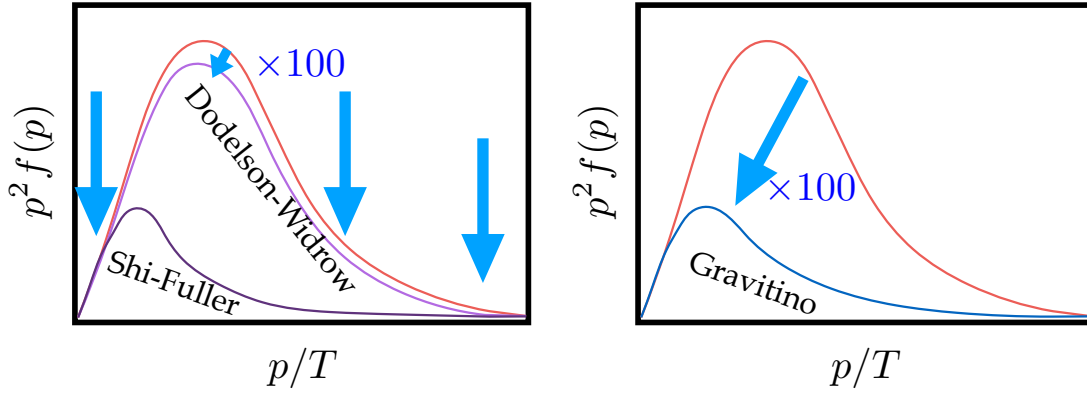 p² f(p)
×100
Dodelson-Widrow
Shi-Fuller
p/T
p² f(p)
×100
Gravitino
p/T